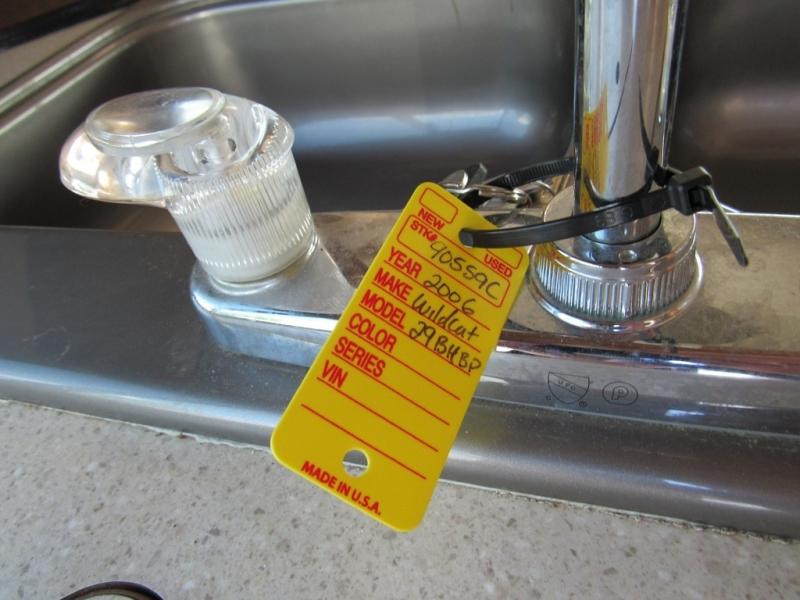 NEW
USED
STK# 90559C
YEAR 2006
MAKE Wildcat
MODEL 29BHBP
COLOR
SERIES
VIN
MADE IN U.S.A.
U.P.C
P